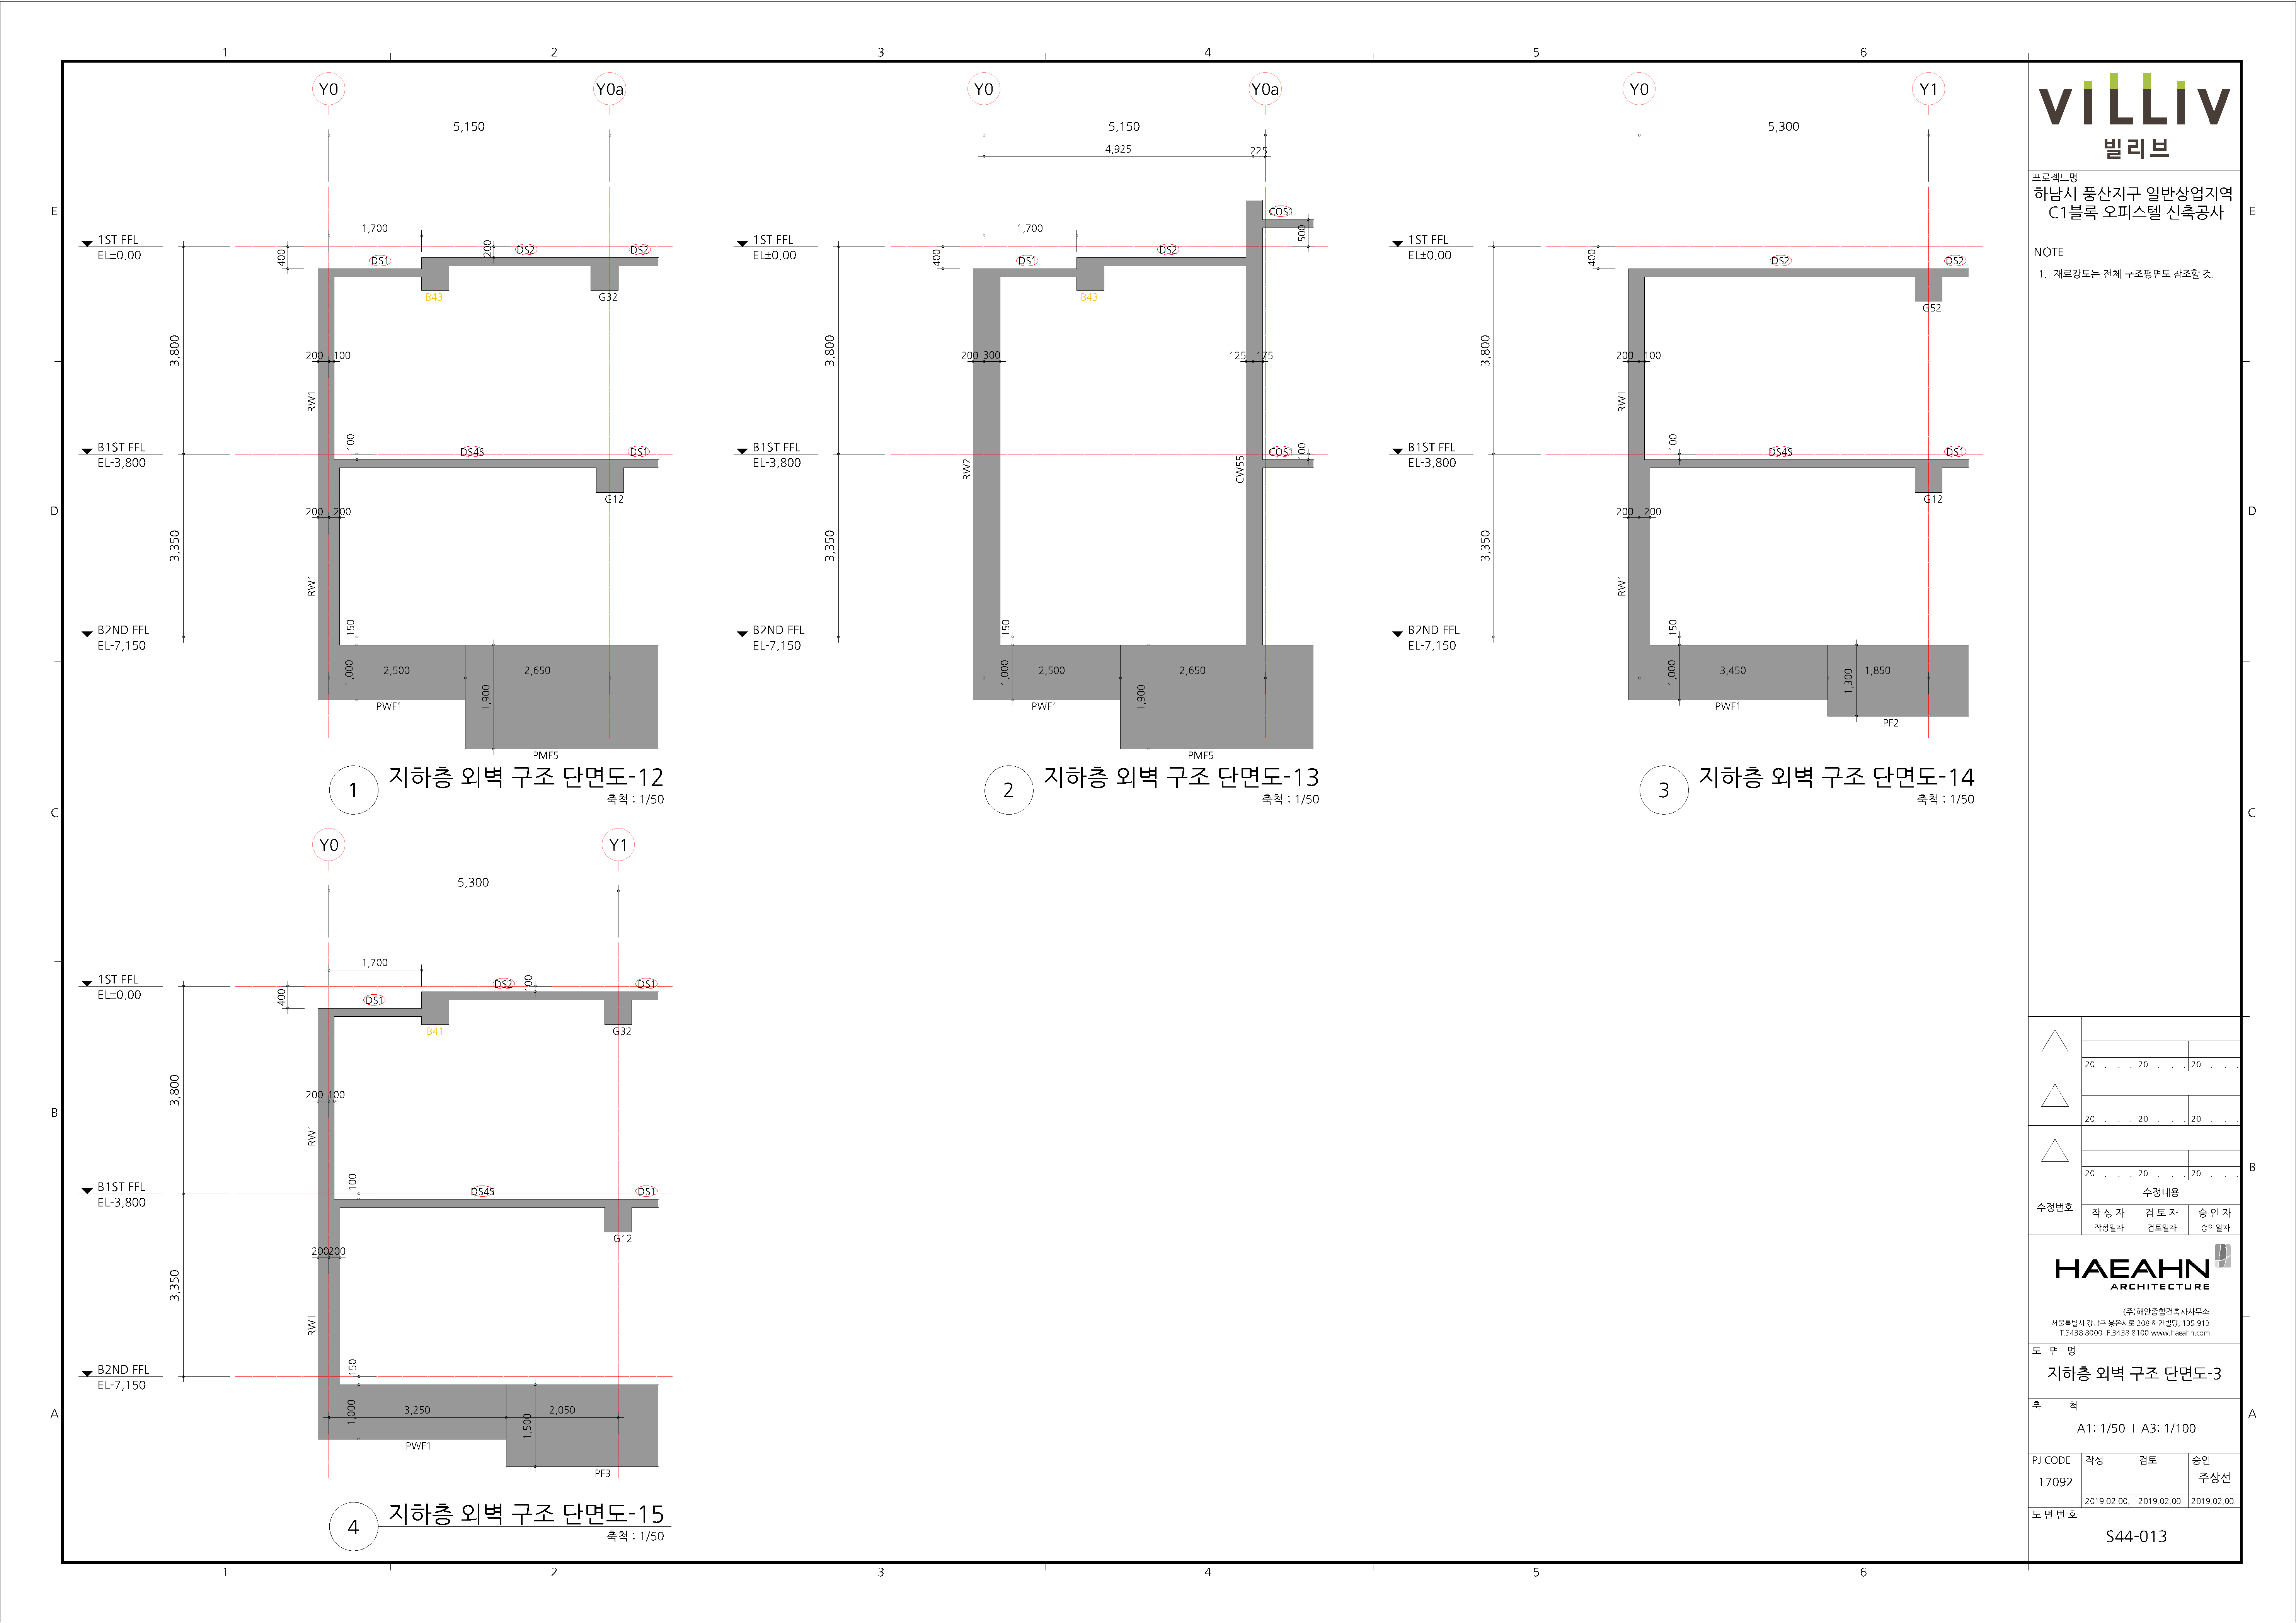 1 2 3 4 5 6
Y0 Y0a
5,150
1,700
1ST FFL
EL±0.00
400
200
DS1
DS2
DS2
B43
G32
3,800
200 100
RW1
100
B1ST FFL
EL-3,800
DS4S
DS1
G12
200 200
3,350
RW1
B2ND FFL
EL-7,150
150
1,000
2,500
2,650
1,900
PWF1
PMF5
1
지하층 외벽 구조 단면도-12
축척 : 1/50
Y0 Y0a
5,150
4,925 225
COS1
1,700
500
1ST FFL
EL±0.00
400
DS1
DS2
B43
3,800
200 300
125 175
B1ST FFL
EL-3,800
COS1
100
RW2
CW55
3,350
B2ND FFL
EL-7,150
150
1,000
2,500
2,650
1,900
PWF1
PMF5
2
지하층 외벽 구조 단면도-13
축척 : 1/50
Y0 Y1
5,300
1ST FFL
EL±0.00
400
DS2
DS2
G52
3,800
200 100
RW1
100
B1ST FFL
EL-3,800
DS4S
DS1
G12
200 200
3,350
RW1
B2ND FFL
EL-7,150
150
1,000
3,450
1,850
1,300
PWF1
PF2
3
지하층 외벽 구조 단면도-14
축척 : 1/50
Y0 Y1
5,300
1,700
1ST FFL
EL±0.00
400
DS1
DS2
100
DS1
B41
G32
3,800
200 100
RW1
100
B1ST FFL
EL-3,800
DS4S
DS1
G12
200 200
3,350
RW1
B2ND FFL
EL-7,150
150
1,000
3,250
2,050
1,500
PWF1
PF3
4
지하층 외벽 구조 단면도-15
축척 : 1/50
E
D
C
B
A
E
D
C
B
A
1 2 3 4 5 6
VILLIV
빌리브
프로젝트명
하남시 풍산지구 일반상업지역
C1블록 오피스텔 신축공사
NOTE
1. 재료강도는 전체 구조평면도 참조할 것.
20 . . . 20 . . . 20 . . .
20 . . . 20 . . . 20 . . .
20 . . . 20 . . . 20 . . .
수정번호
수정내용
작 성 자 검 토 자 승 인 자
작성일자 검토일자 승인일자
HAEAHN
ARCHITECTURE
(주)해안종합건축사사무소
서울특별시 강남구 봉은사로 208 해안빌딩, 135-913
T.3438 8000 F.3438 8100 www.haeahn.com
도 면 명
지하층 외벽 구조 단면도-3
축 척
A1: 1/50 I A3: 1/100
PJ CODE 작성 검토 승인
17092 주상선
2019.02.00. 2019.02.00. 2019.02.00.
도 면 번 호
S44-013